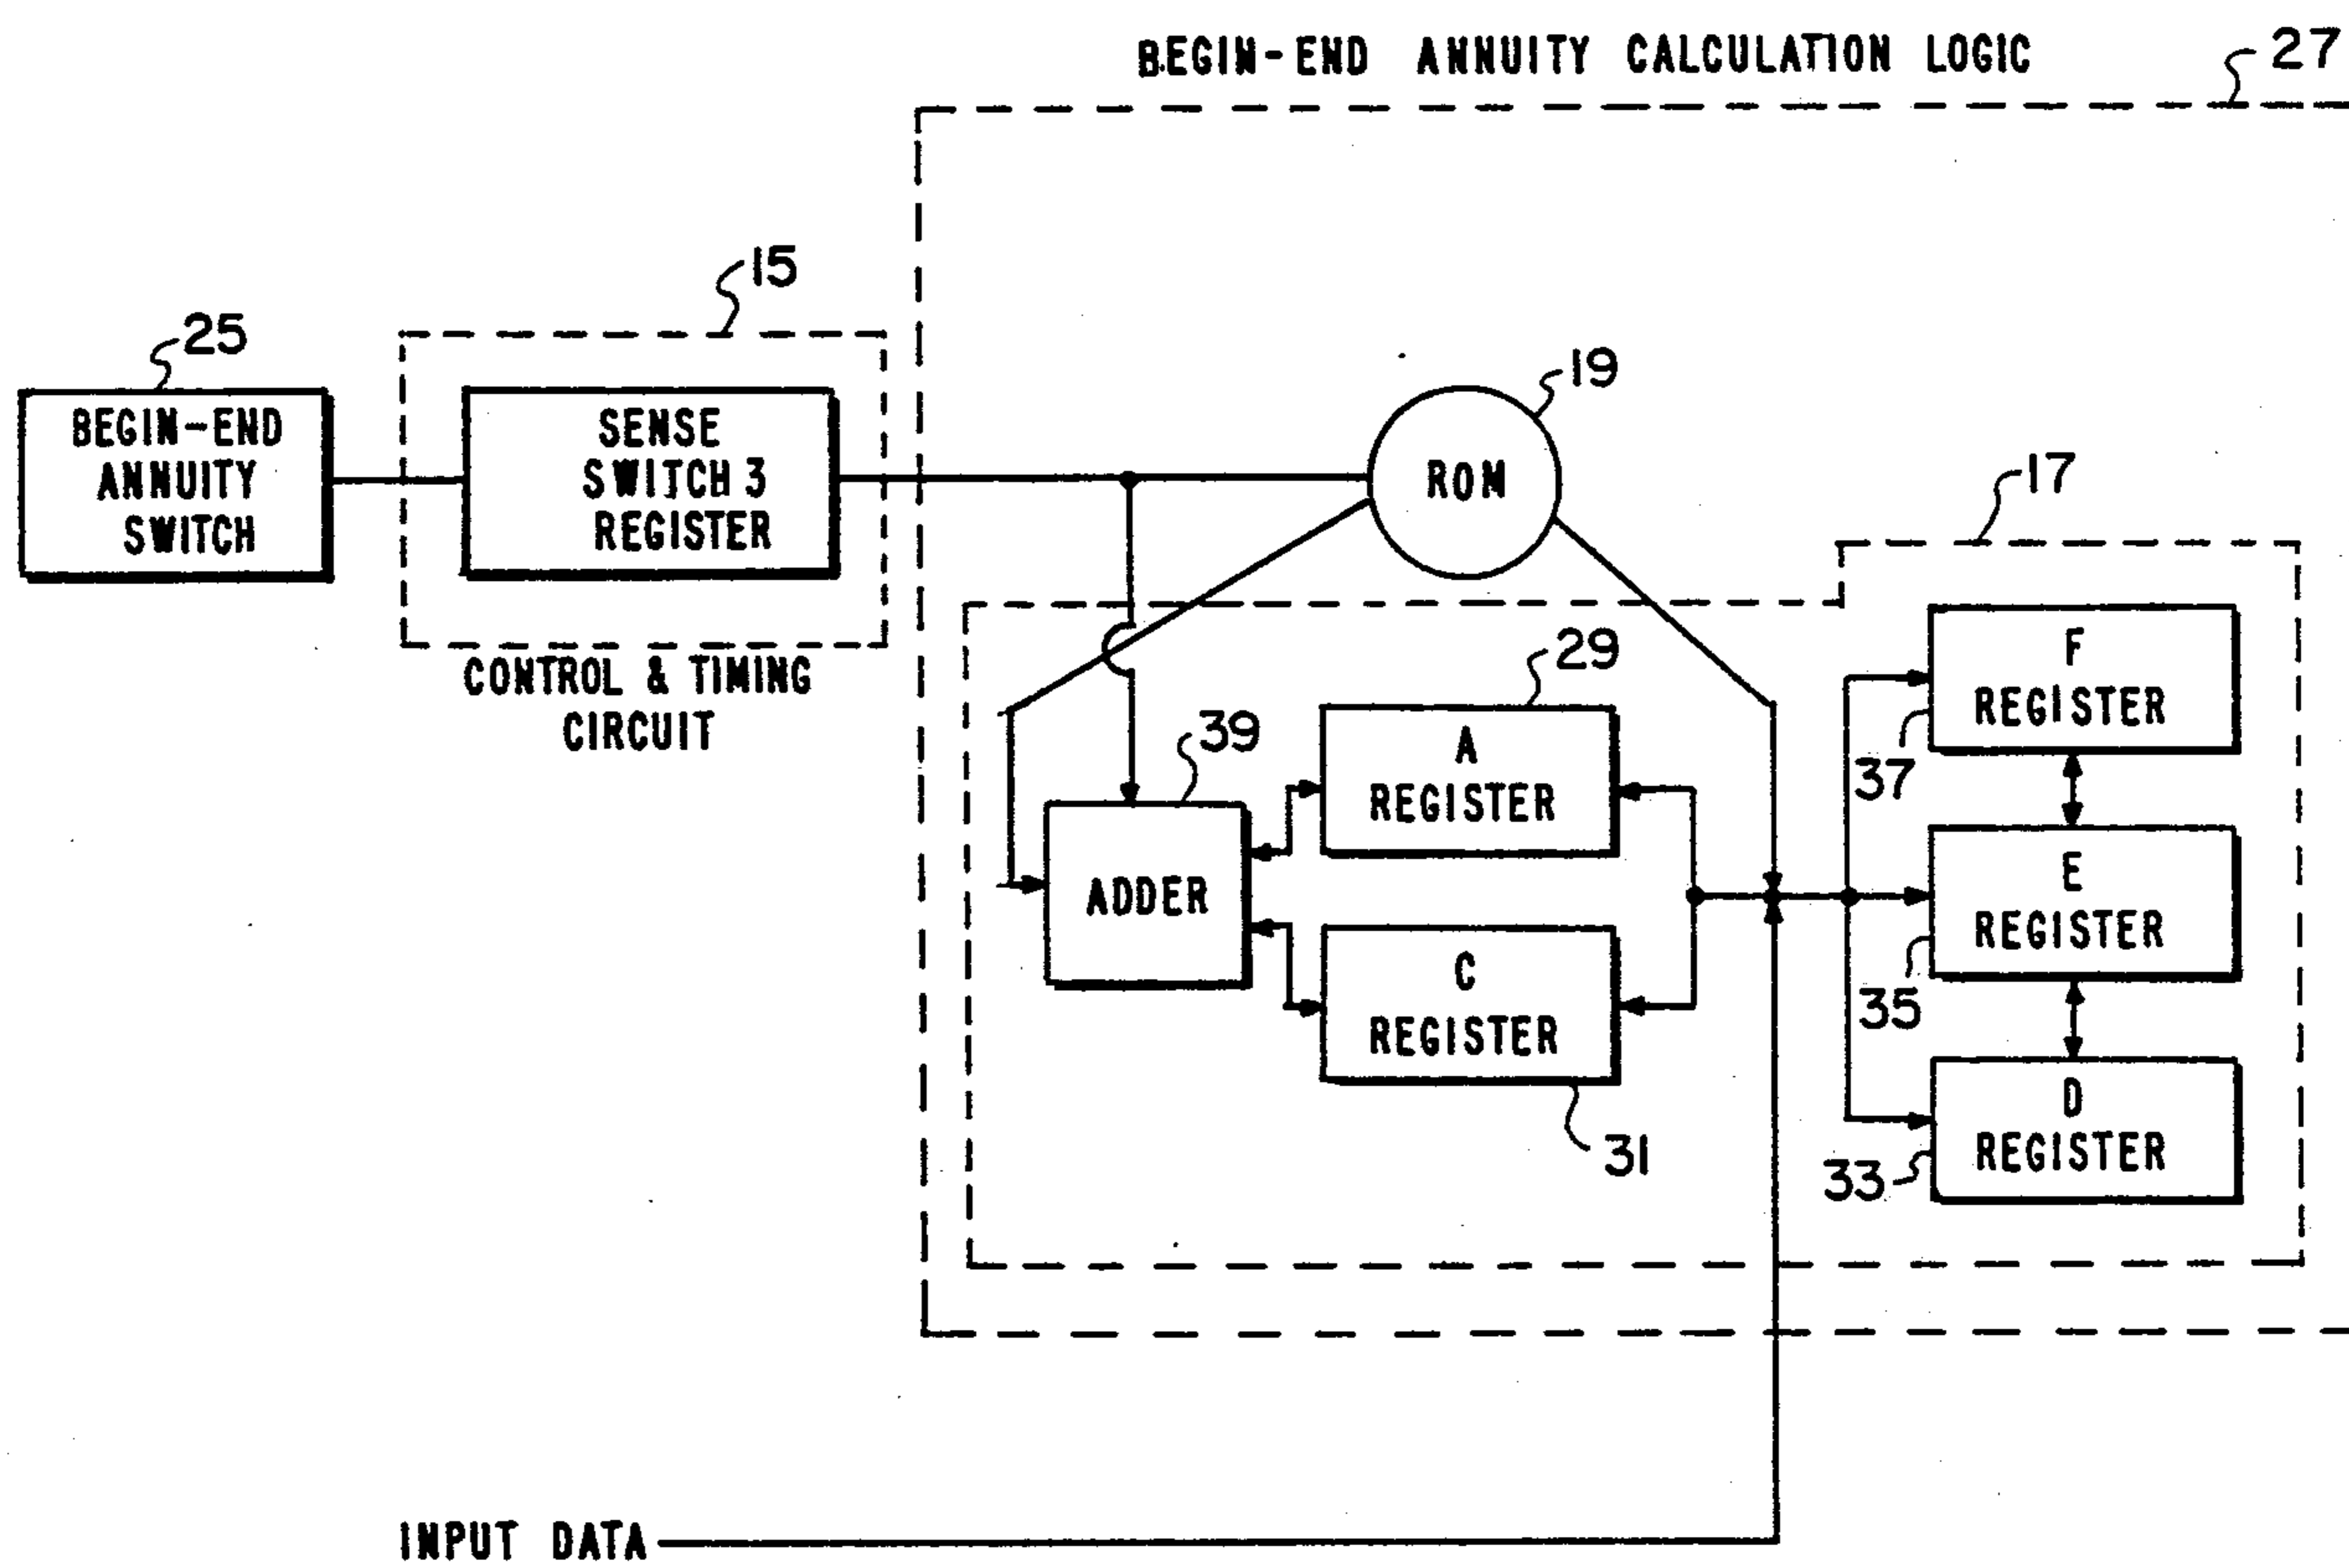 BEGIN-END ANNUITY CALCULATION LOGIC
27
15
25
BEGIN-END
ANNUITY
SWITCH
SENSE
SWITCH 3
REGISTER
CONTROL & TIMING
CIRCUIT
19
ROM
17
39
ADDER
29
A
REGISTER
C
REGISTER
31
F
REGISTER
37
E
REGISTER
35
D
REGISTER
33
INPUT DATA